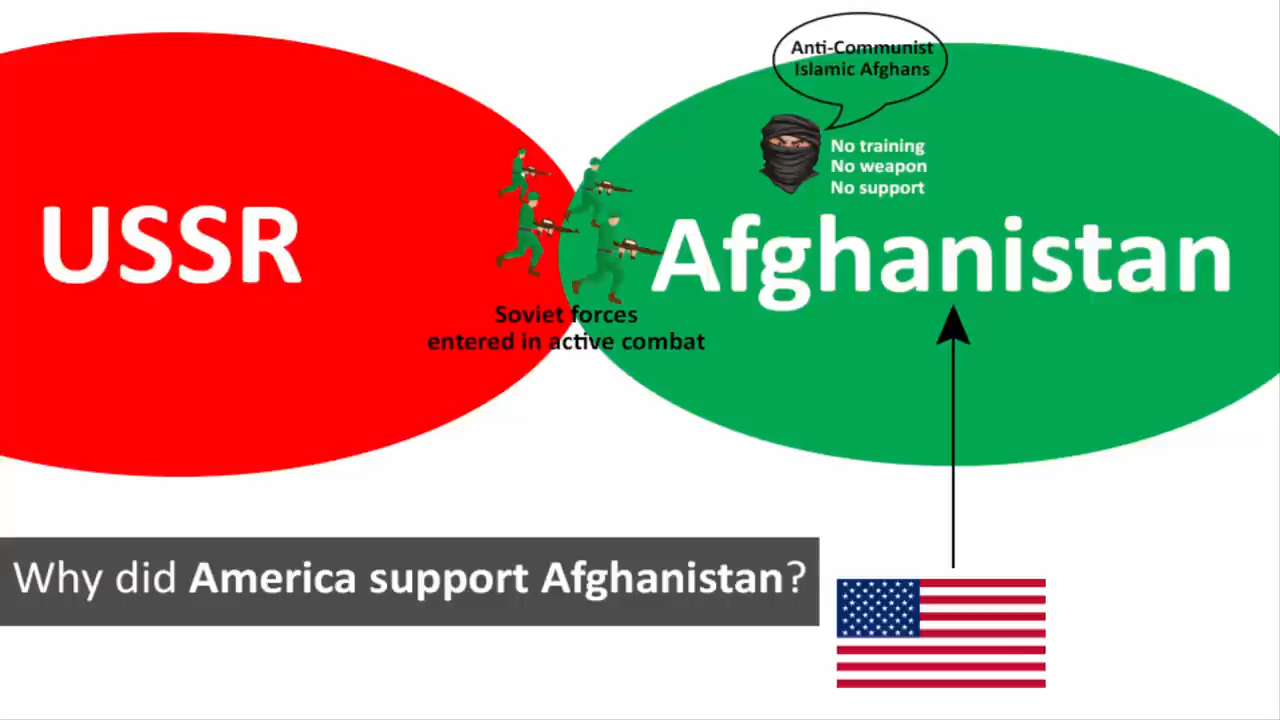 Anti-Communist
Islamic Afghans
No training
No weapon
No support
USSR
Afghanistan
Soviet forces
entered in active combat
Why did America support Afghanistan?